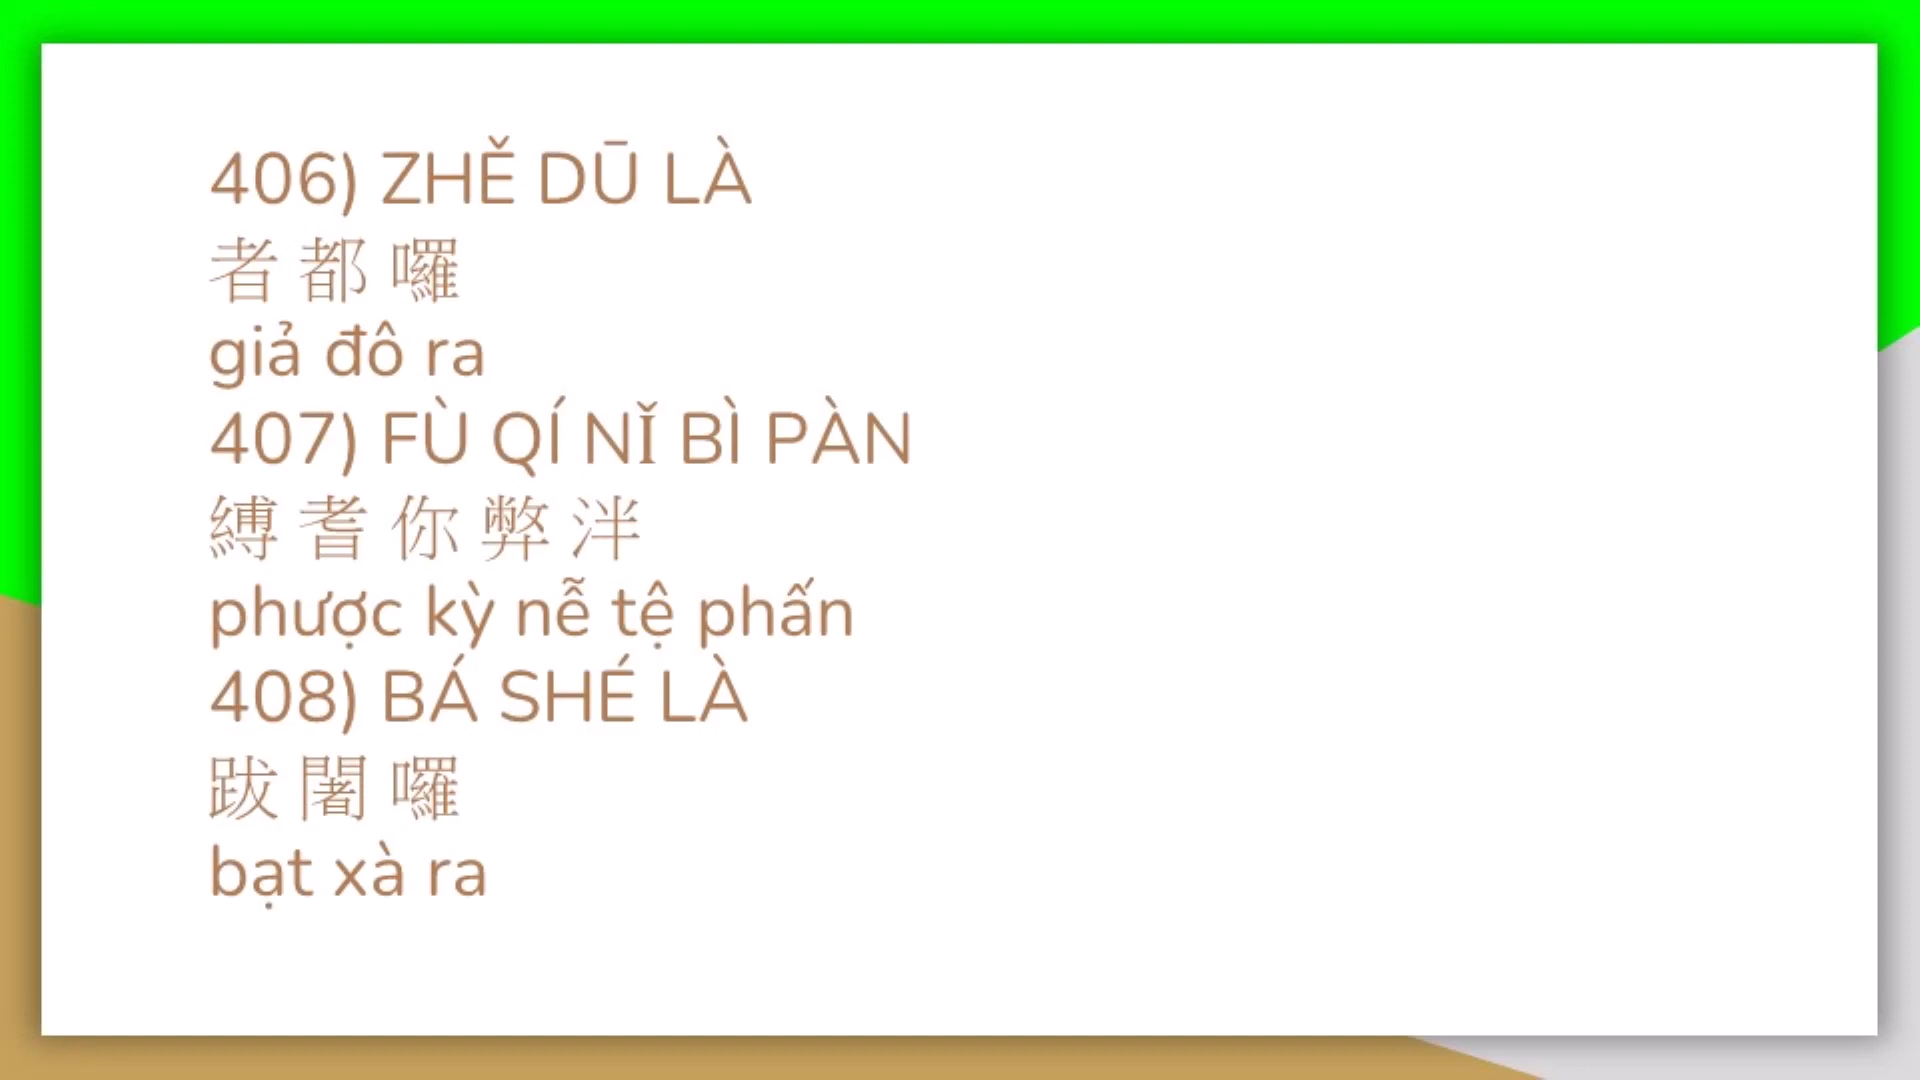 406) ZHĚ DŪ LÀ
者 都 囉
giả đô ra
407) FÙ QÍ NǏ BÌ PÀN
縛 耆 你 弊 泮
phược kỳ nễ tệ phấn
408) BÁ SHÉ LÀ
跋 闍 囉
bạt xà ra